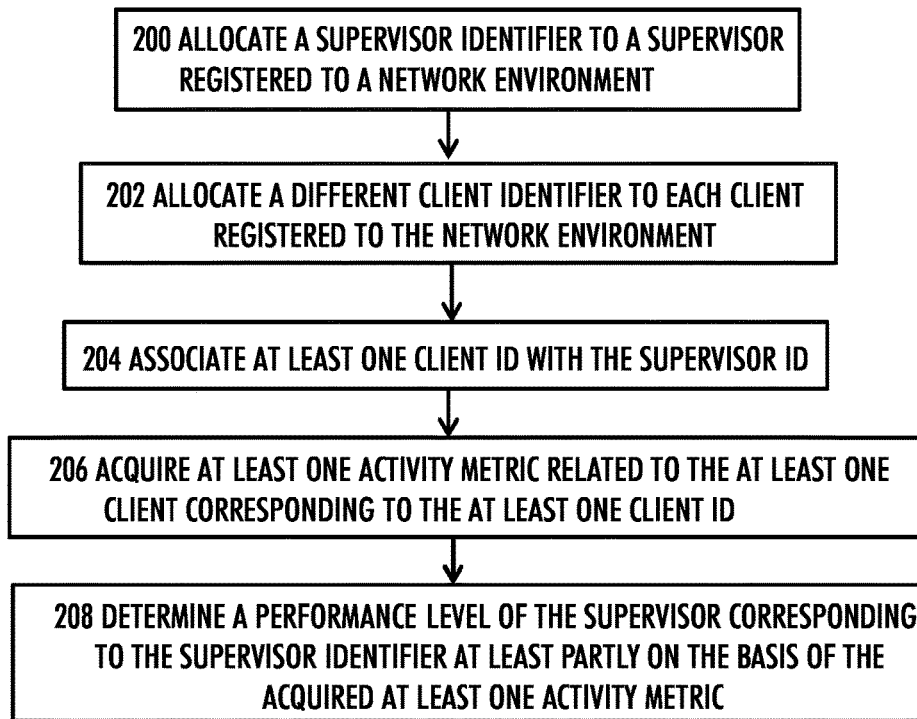 200 ALLOCATE A SUPERVISOR IDENTIFIER TO A SUPERVISOR
REGISTERED TO A NETWORK ENVIRONMENT
202 ALLOCATE A DIFFERENT CLIENT IDENTIFIER TO EACH CLIENT
REGISTERED TO THE NETWORK ENVIRONMENT
204 ASSOCIATE AT LEAST ONE CLIENT ID WITH THE SUPERVISOR ID
206 ACQUIRE AT LEAST ONE ACTIVITY METRIC RELATED TO THE AT LEAST ONE
CLIENT CORRESPONDING TO THE AT LEAST ONE CLIENT ID
208 DETERMINE A PERFORMANCE LEVEL OF THE SUPERVISOR CORRESPONDING
TO THE SUPERVISOR IDENTIFIER AT LEAST PARTLY ON THE BASIS OF THE
ACQUIRED AT LEAST ONE ACTIVITY METRIC